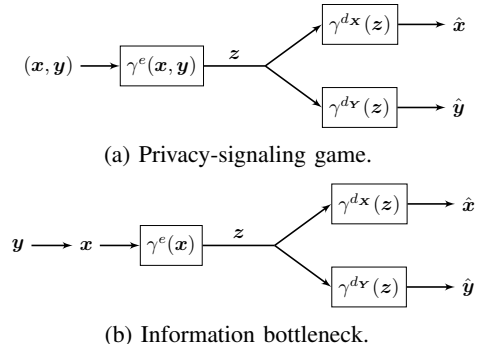 γ^{d_X}(z) x̂
(x, y) γ^e(x, y) z
γ^{d_Y}(z) ŷ
(a) Privacy-signaling game.
γ^{d_X}(z) x̂
y x γ^e(x) z
γ^{d_Y}(z) ŷ
(b) Information bottleneck.